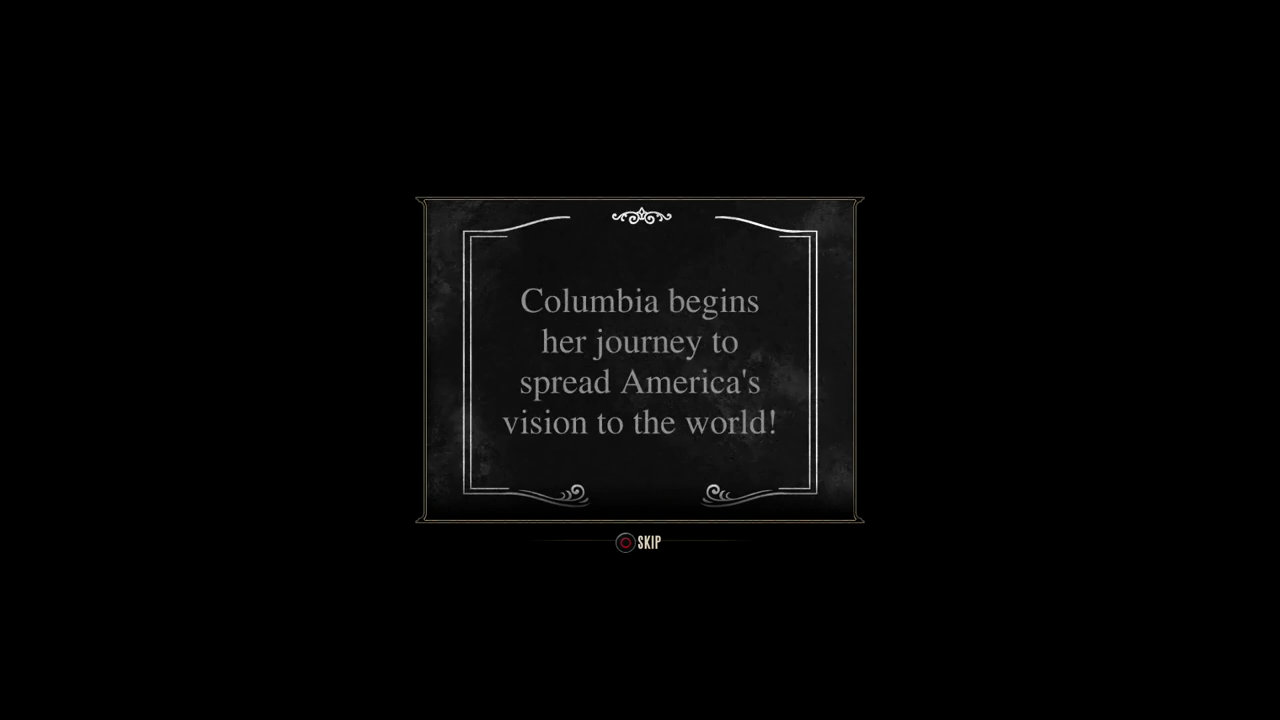 Columbia begins
her journey to
spread America's
vision to the world!
SKIP